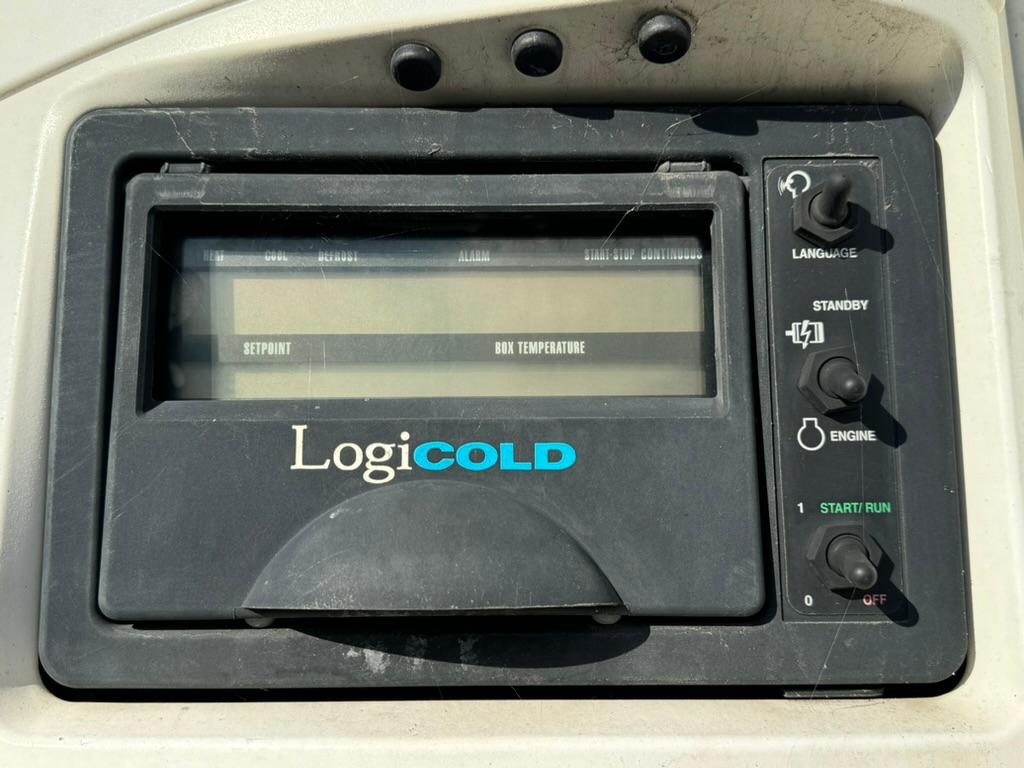 HEAT COOL DEFROST ALARM START-STOP CONTINUOUS
SETPOINT BOX TEMPERATURE
LogiCOLD
LANGUAGE
STANDBY
ENGINE
1 START/RUN
0 OFF